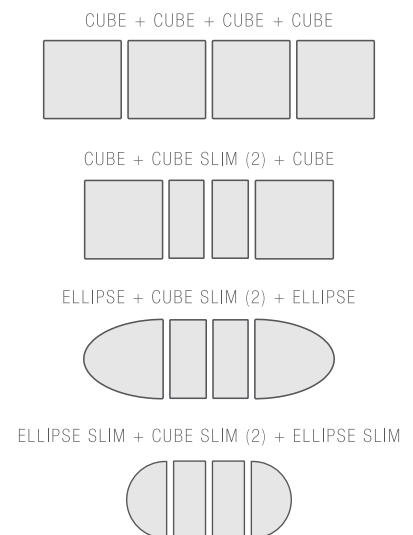 CUBE + CUBE + CUBE + CUBE
CUBE + CUBE SLIM (2) + CUBE
ELLIPSE + CUBE SLIM (2) + ELLIPSE
ELLIPSE SLIM + CUBE SLIM (2) + ELLIPSE SLIM